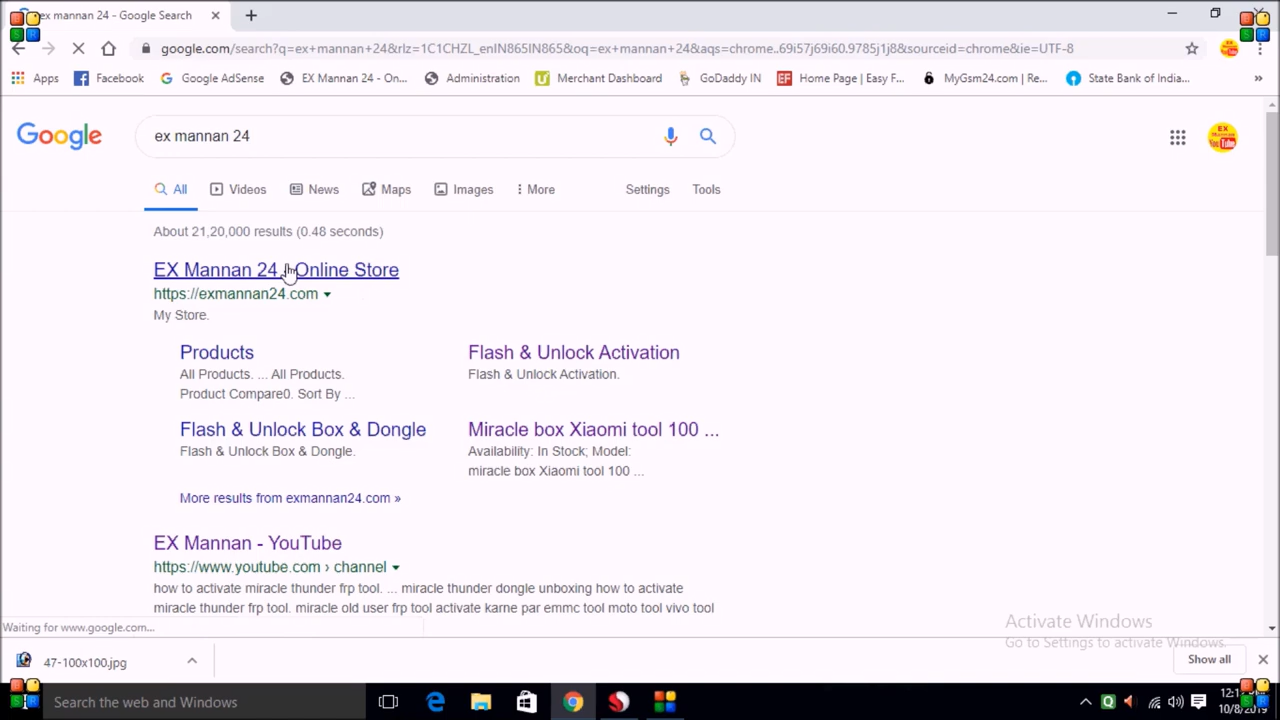 ex mannan 24 - Google Search
google.com/search?q=ex+mannan+24&rlz=1C1CHZL_enIN865IN865&oq=ex+mannan+24&aqs=chrome..69i57j69i60.9785j1j8&sourceid=chrome&ie=UTF-8
Apps Facebook Google AdSense EX Mannan 24 - On... Administration Merchant Dashboard GoDaddy IN Home Page | Easy F... MyGsm24.com | Re... State Bank of India... »
Google ex mannan 24
All Videos News Maps Images More Settings Tools
About 21,20,000 results (0.48 seconds)
EX Mannan 24 Online Store
https://exmannan24.com
My Store.
Products
All Products. ... All Products.
Product Compare0. Sort By ...
Flash & Unlock Activation
Flash & Unlock Activation.
Flash & Unlock Box & Dongle
Flash & Unlock Box & Dongle.
Miracle box Xiaomi tool 100 ...
Availability: In Stock; Model:
miracle box Xiaomi tool 100 ...
More results from exmannan24.com »
EX Mannan - YouTube
https://www.youtube.com › channel
how to activate miracle thunder frp tool. ... miracle thunder dongle unboxing how to activate
miracle thunder frp tool. miracle old user frp tool activate karne par emmc tool moto tool vivo tool
Waiting for www.google.com...
Activate Windows
Go to Settings to activate Windows.
47-100x100.jpg
Show all
Search the web and Windows
10/8/2019